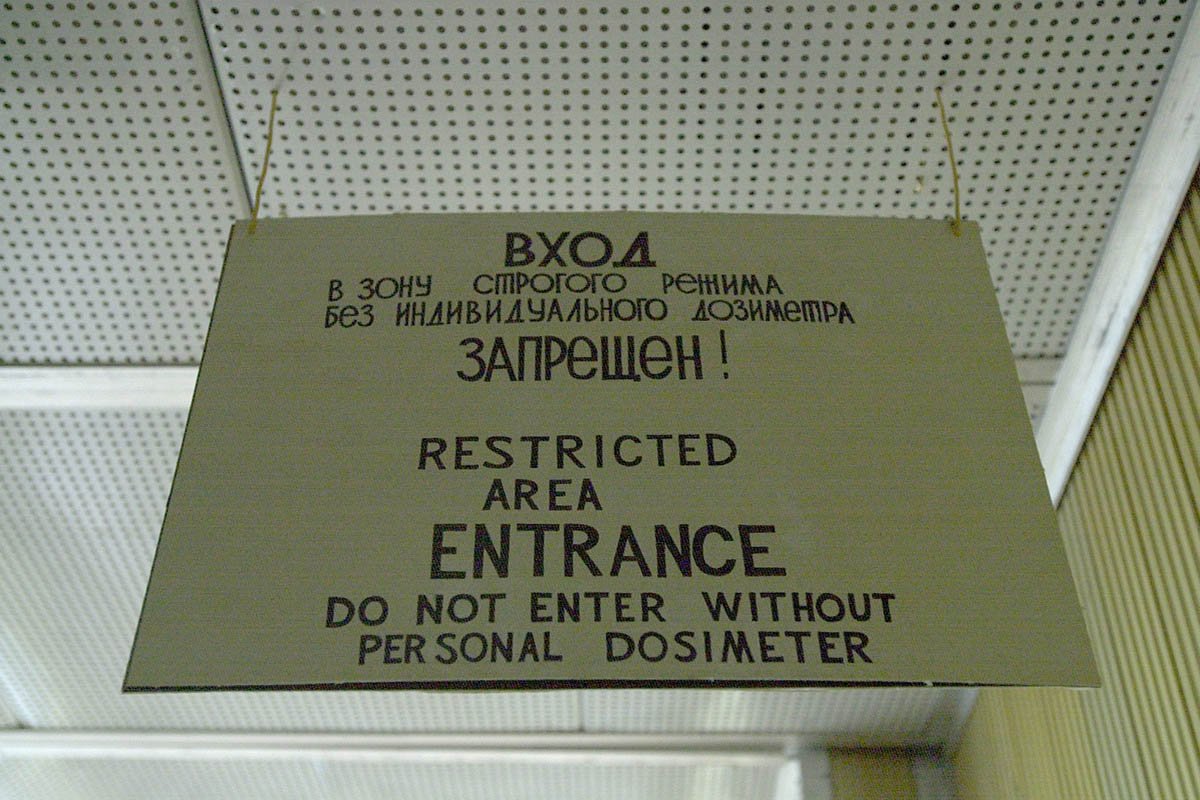 ВХОД
В ЗОНУ СТРОГОГО РЕЖИМА
БЕЗ ИНДИВИДУАЛЬНОГО ДОЗИМЕТРА
ЗАПРЕЩЕН!
RESTRICTED
AREA
ENTRANCE
DO NOT ENTER WITHOUT
PERSONAL DOSIMETER